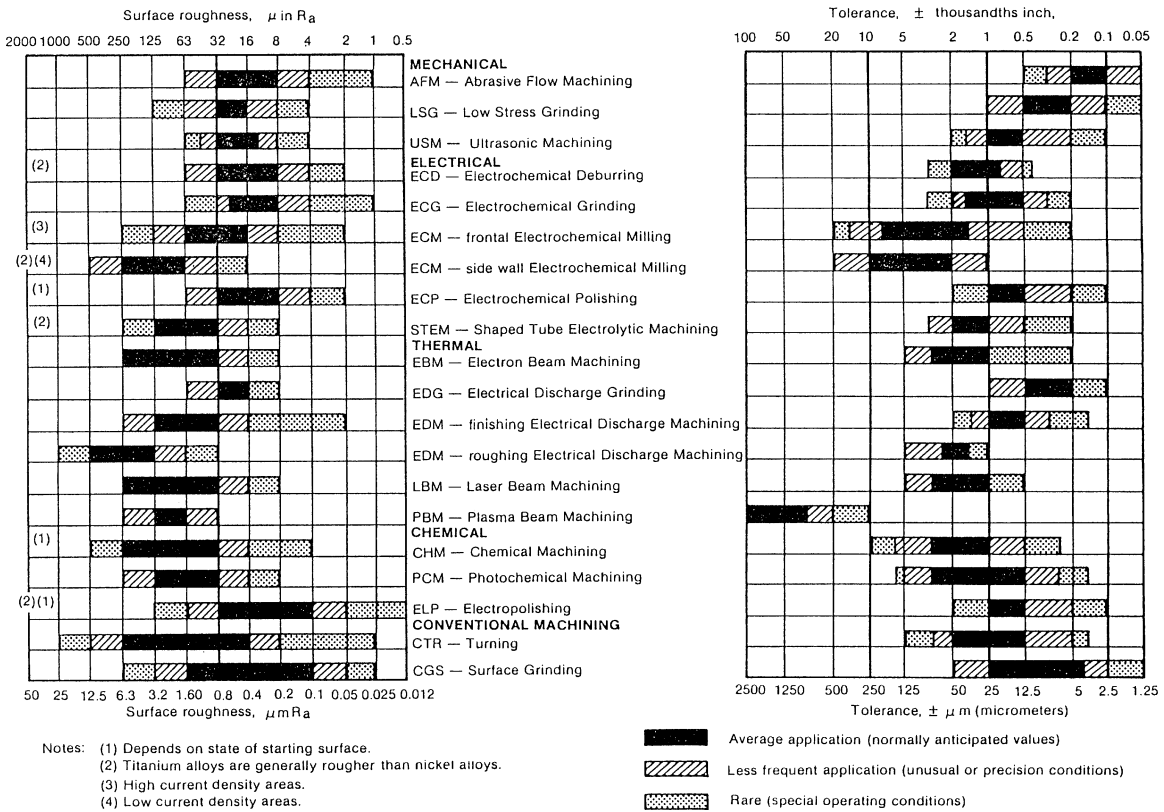 Surface roughness, μ in Ra
2000 1000 500 250 125 63 32 16 8 4 2 1 0.5
Tolerance, ± thousandths inch,
100 50 20 10 5 2 1 0.5 0.2 0.1 0.05
MECHANICAL
AFM — Abrasive Flow Machining
LSG — Low Stress Grinding
USM — Ultrasonic Machining
ELECTRICAL
(2) ECD — Electrochemical Deburring
ECG — Electrochemical Grinding
(3) ECM — frontal Electrochemical Milling
(2)(4) ECM — side wall Electrochemical Milling
(1) ECP — Electrochemical Polishing
(2) STEM — Shaped Tube Electrolytic Machining
THERMAL
EBM — Electron Beam Machining
EDG — Electrical Discharge Grinding
EDM — finishing Electrical Discharge Machining
EDM — roughing Electrical Discharge Machining
LBM — Laser Beam Machining
PBM — Plasma Beam Machining
CHEMICAL
(1) CHM — Chemical Machining
PCM — Photochemical Machining
(2)(1) ELP — Electropolishing
CONVENTIONAL MACHINING
CTR — Turning
CGS — Surface Grinding
50 25 12.5 6.3 3.2 1.60 0.8 0.4 0.2 0.1 0.05 0.025 0.012
Surface roughness, μmRa
2500 1250 500 250 125 50 25 12.5 5 2.5 1.25
Tolerance, ± μm (micrometers)
Notes: (1) Depends on state of starting surface.
(2) Titanium alloys are generally rougher than nickel alloys.
(3) High current density areas.
(4) Low current density areas.
Average application (normally anticipated values)
Less frequent application (unusual or precision conditions)
Rare (special operating conditions)